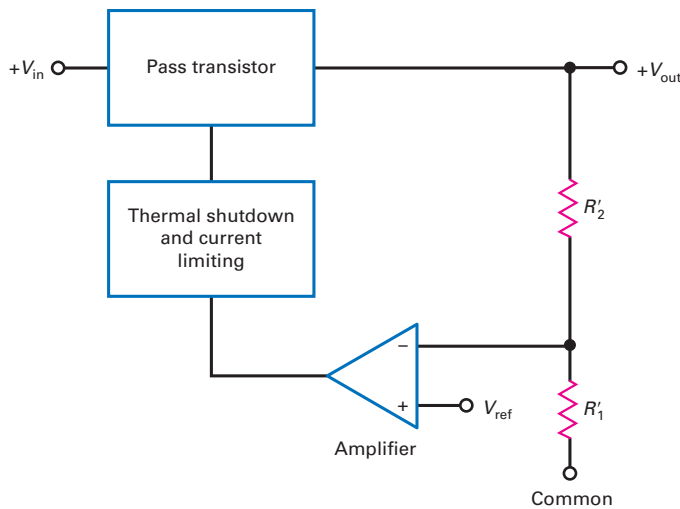 +Vin
Pass transistor
+Vout
Thermal shutdown
and current
limiting
R′2
−
+
Vref
R′1
Amplifier
Common